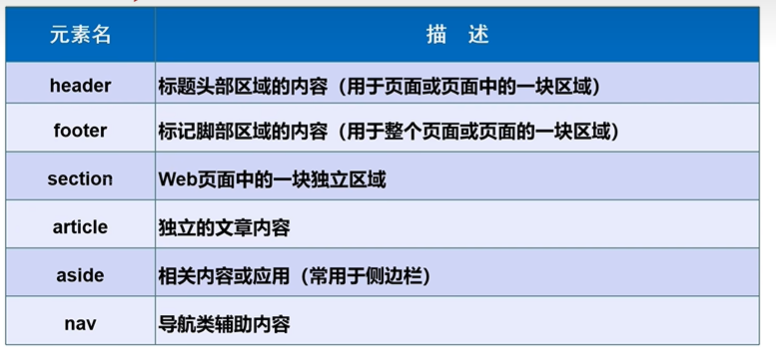 元素名 描 述
header 标题头部区域的内容（用于页面或页面中的一块区域）
footer 标记脚部区域的内容（用于整个页面或页面的一块区域）
section Web页面中的一块独立区域
article 独立的文章内容
aside 相关内容或应用（常用于侧边栏）
nav 导航类辅助内容